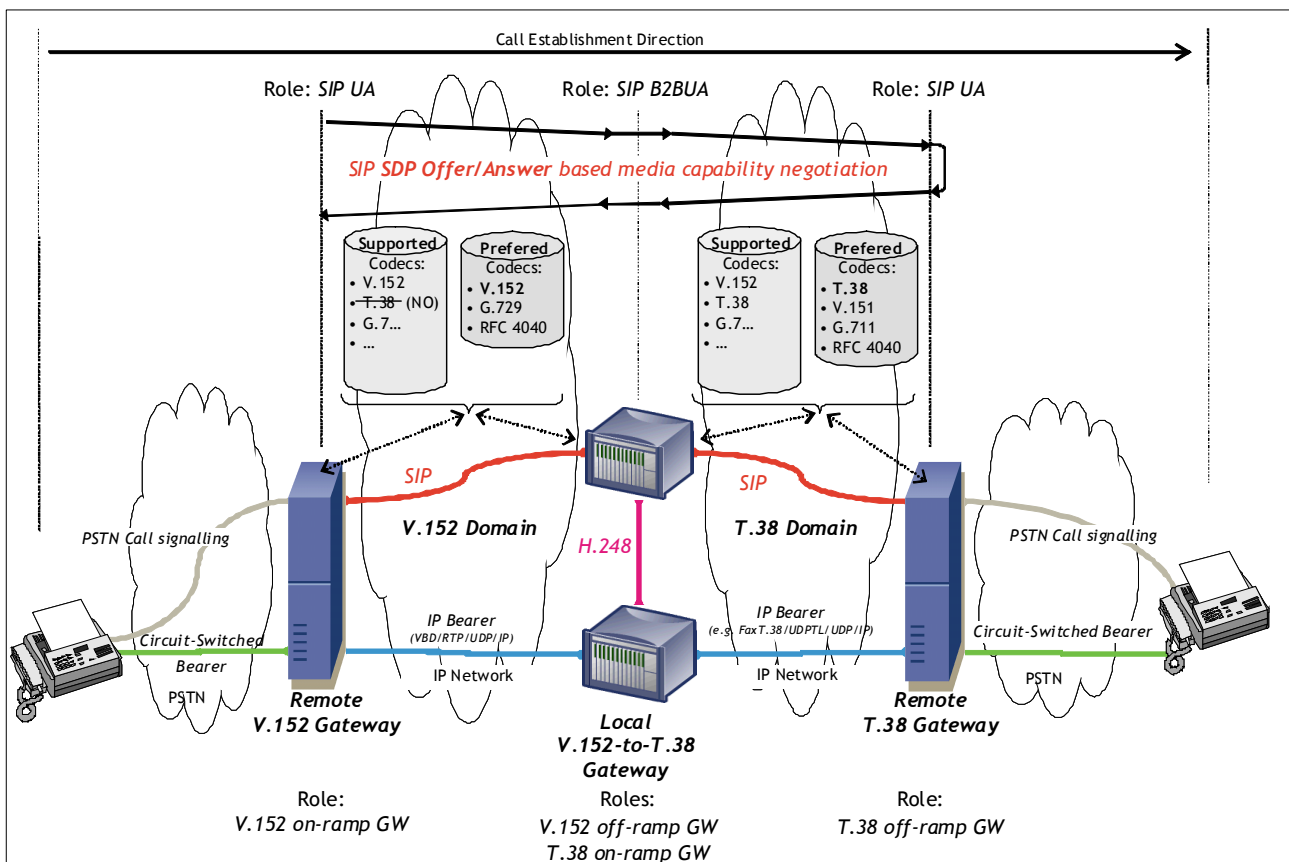 Call Establishment Direction
Role: SIP UA
Role: SIP B2BUA
Role: SIP UA
SIP SDP Offer/Answer based media capability negotiation
Supported
Codecs:
• V.152
• T.38 (NO)
• G.7...
• ...
Prefered
Codecs:
• V.152
• G.729
• RFC 4040
Supported
Codecs:
• V.152
• T.38
• G.7...
• ...
Prefered
Codecs:
• T.38
• V.151
• G.711
• RFC 4040
SIP
SIP
V.152 Domain
T.38 Domain
PSTN Call signalling
PSTN Call signalling
H.248
IP Bearer
(VBD/RTP/UDP/IP)
IP Network
IP Bearer
(e.g. Fax T.38/UDPTL/UDP/IP)
IP Network
Circuit-Switched
Bearer
PSTN
Circuit-Switched Bearer
PSTN
Remote
V.152 Gateway
Local
V.152-to-T.38
Gateway
Remote
T.38 Gateway
Role:
V.152 on-ramp GW
Roles:
V.152 off-ramp GW
T.38 on-ramp GW
Role:
T.38 off-ramp GW